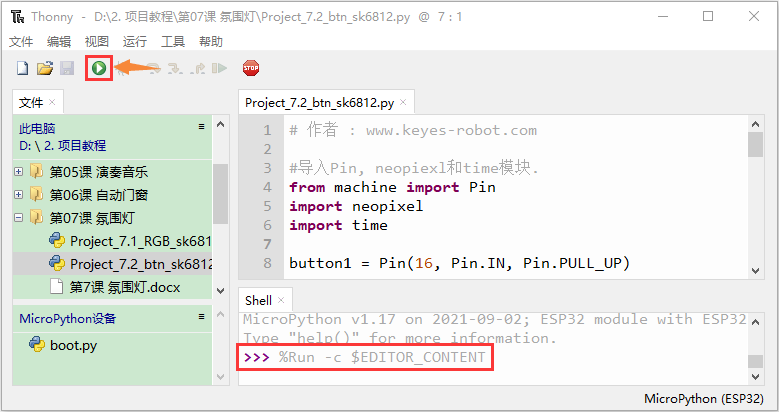 Thonny - D:\2. 项目教程\第07课 氛围灯\Project_7.2_btn_sk6812.py @ 7 : 1
文件 编辑 视图 运行 工具 帮助
STOP
文件
此电脑
D: \ 2. 项目教程
第05课 演奏音乐
第06课 自动门窗
第07课 氛围灯
Project_7.1_RGB_sk681
Project_7.2_btn_sk6812
第7课 氛围灯.docx
MicroPython设备
boot.py
Project_7.2_btn_sk6812.py
1 # 作者 : www.keyes-robot.com
2
3 #导入Pin, neopiexl和time模块.
4 from machine import Pin
5 import neopixel
6 import time
7
8 button1 = Pin(16, Pin.IN, Pin.PULL_UP)
Shell
MicroPython v1.17 on 2021-09-02; ESP32 module with ESP32
Type "help()" for more information.
>>> %Run -c $EDITOR_CONTENT
MicroPython (ESP32)